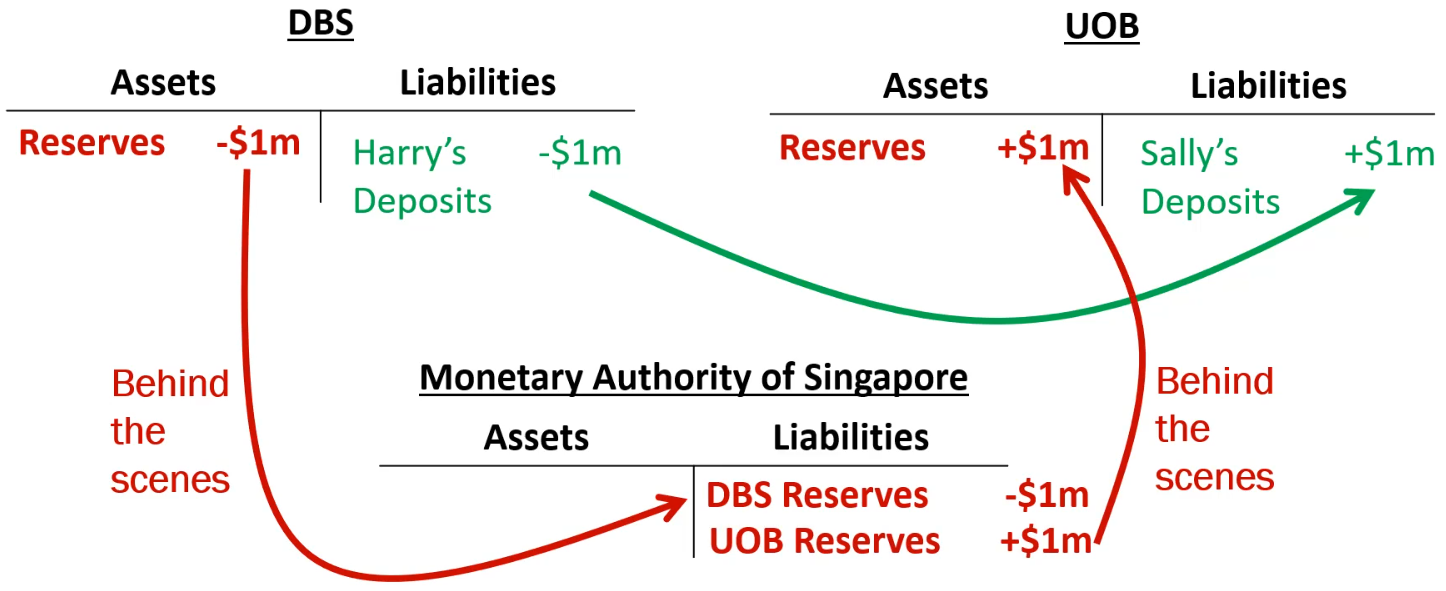 DBS
Assets Liabilities
Reserves -$1m
Harry's -$1m
Deposits
UOB
Assets Liabilities
Reserves +$1m
Sally's +$1m
Deposits
Behind
the
scenes
Monetary Authority of Singapore
Assets Liabilities
DBS Reserves -$1m
UOB Reserves +$1m
Behind
the
scenes